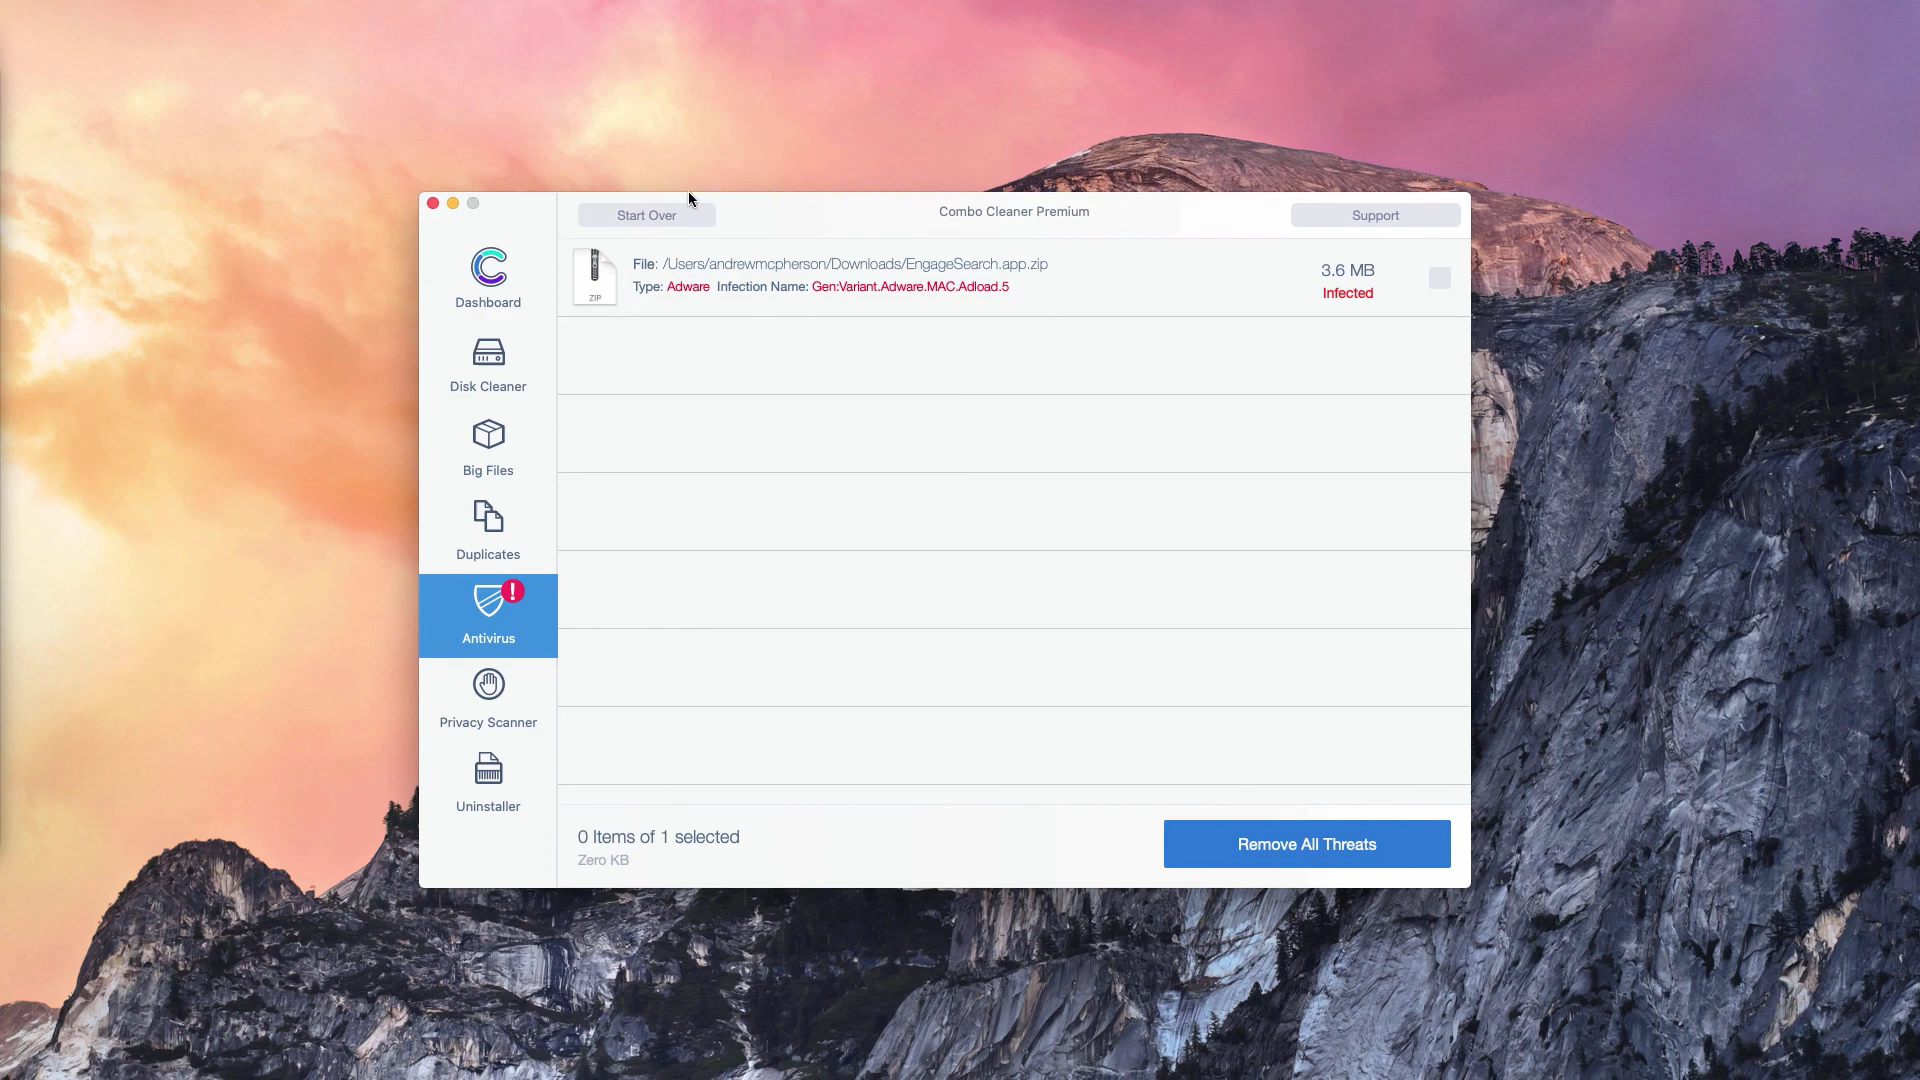 Start Over
Combo Cleaner Premium
Support
Dashboard
Disk Cleaner
Big Files
Duplicates
!
Antivirus
Privacy Scanner
Uninstaller
ZIP
File: /Users/andrewmcpherson/Downloads/EngageSearch.app.zip
Type: Adware Infection Name: Gen:Variant.Adware.MAC.Adload.5
3.6 MB
Infected
0 Items of 1 selected
Zero KB
Remove All Threats